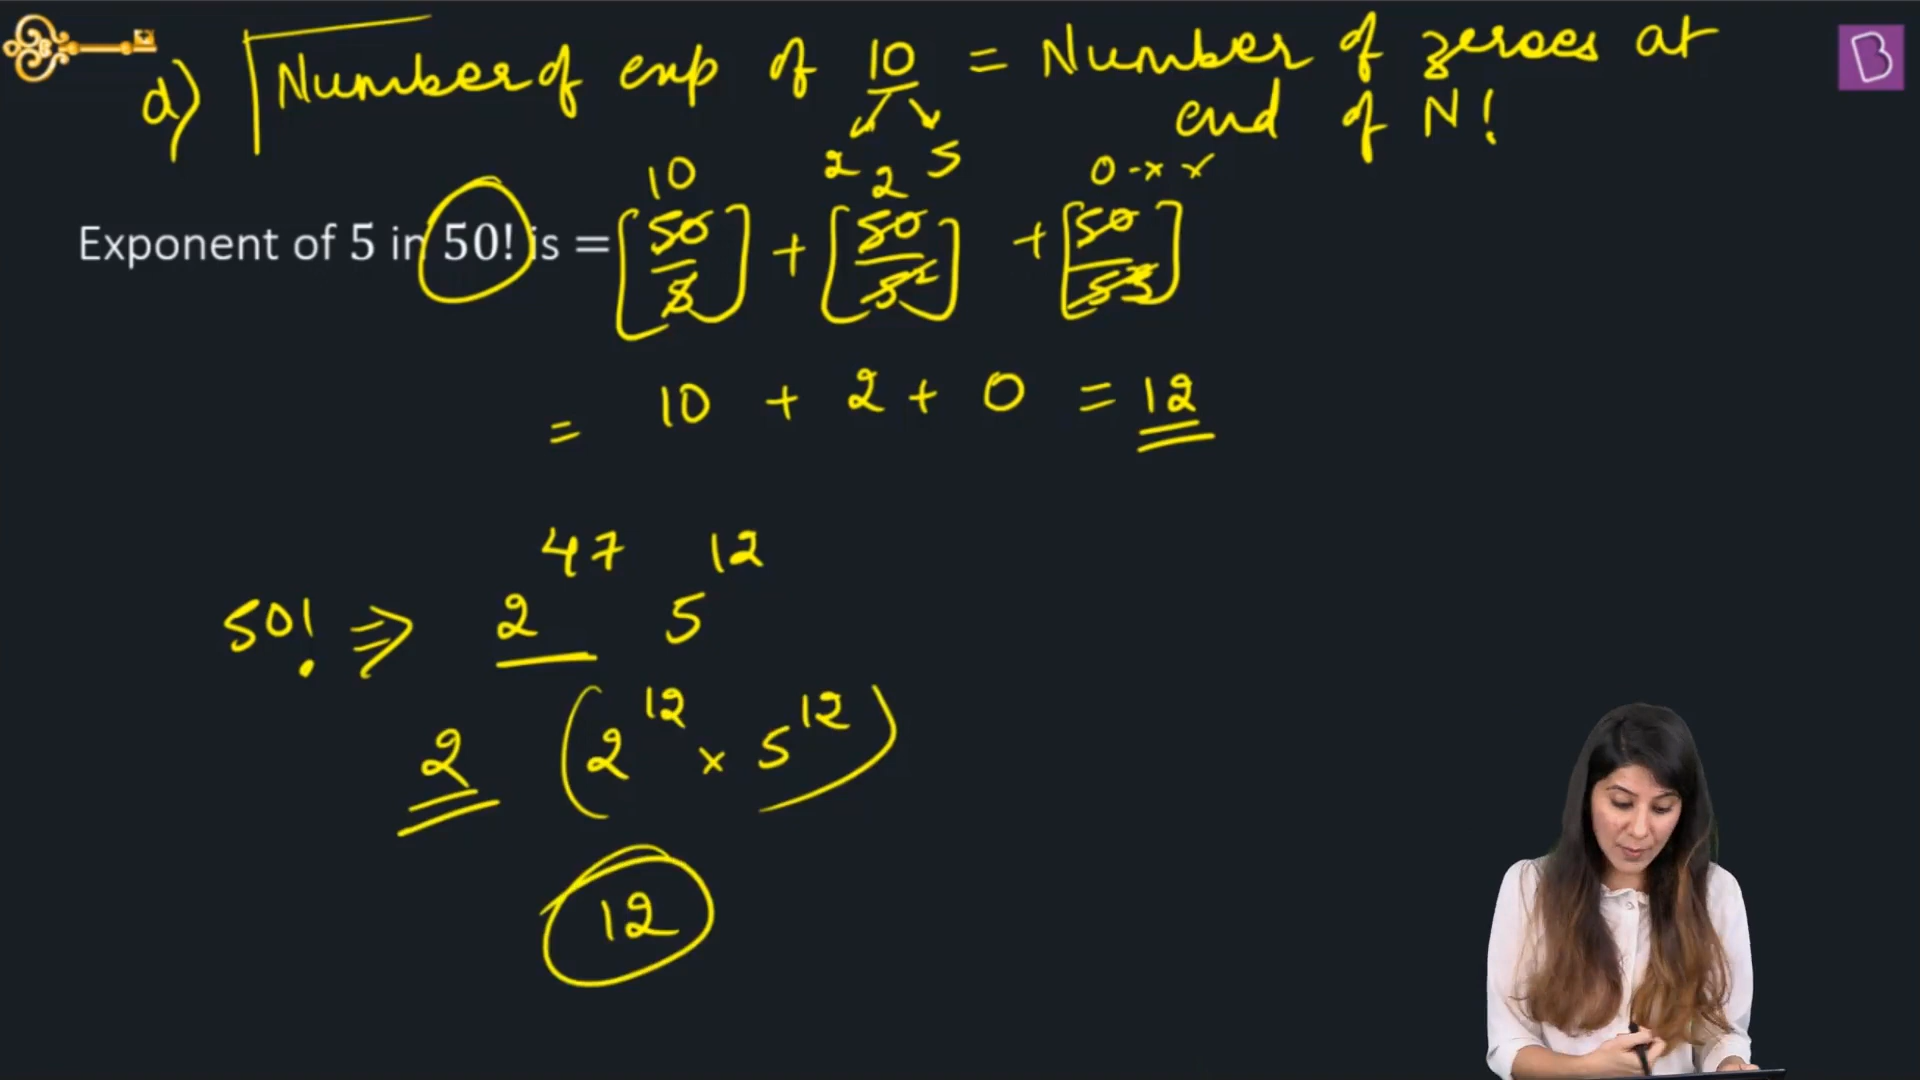 d) Number of exp of 10 = Number of zeroes at
end of N!
2 5
10 2 0 -x x
Exponent of 5 in 50! is = [50/5] + [50/5²] + [50/5³]
= 10 + 2 + 0 = 12
50! ⇒ 2^47 5^12
2 (2^12 × 5^12)
12
B